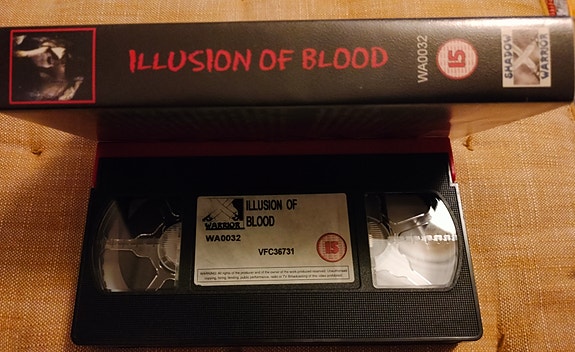 ILLUSION OF BLOOD
WA0032
15
SHADOW
WARRIOR
ILLUSION OF
BLOOD
WARRIOR
WA0032
VFC36731
15